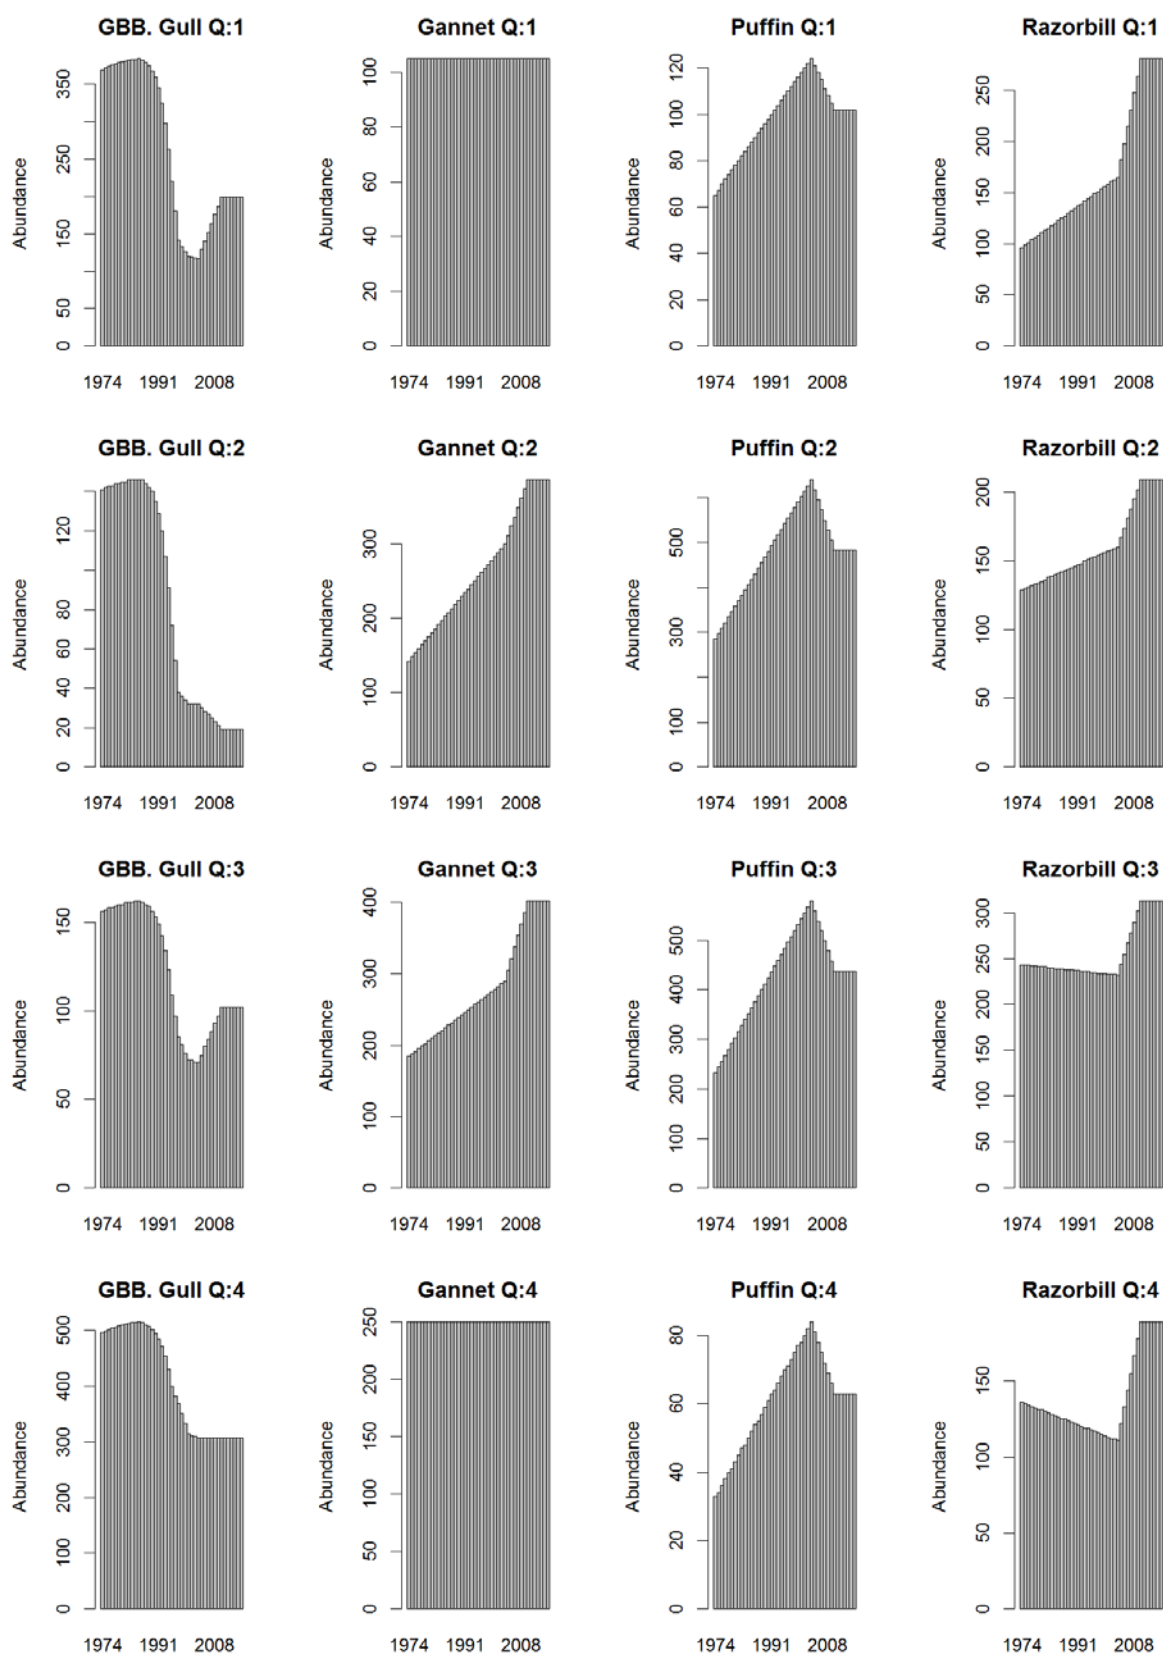 GBB. Gull Q:1
Gannet Q:1
Puffin Q:1
Razorbill Q:1
Abundance
0
50
150
250
350
1974 1991 2008
Abundance
0
20
40
60
80
100
1974 1991 2008
Abundance
0
20
40
60
80
100
120
1974 1991 2008
Abundance
0
50
100
150
200
250
1974 1991 2008
GBB. Gull Q:2
Gannet Q:2
Puffin Q:2
Razorbill Q:2
Abundance
0
20
40
60
80
120
1974 1991 2008
Abundance
0
100
200
300
1974 1991 2008
Abundance
0
100
300
500
1974 1991 2008
Abundance
0
50
100
150
200
1974 1991 2008
GBB. Gull Q:3
Gannet Q:3
Puffin Q:3
Razorbill Q:3
Abundance
0
50
100
150
1974 1991 2008
Abundance
0
100
200
300
400
1974 1991 2008
Abundance
0
100
200
300
400
500
1974 1991 2008
Abundance
0
50
100
150
200
250
300
1974 1991 2008
GBB. Gull Q:4
Gannet Q:4
Puffin Q:4
Razorbill Q:4
Abundance
0
100
200
300
400
500
1974 1991 2008
Abundance
0
50
100
150
200
250
1974 1991 2008
Abundance
0
20
40
60
80
1974 1991 2008
Abundance
0
50
100
150
1974 1991 2008